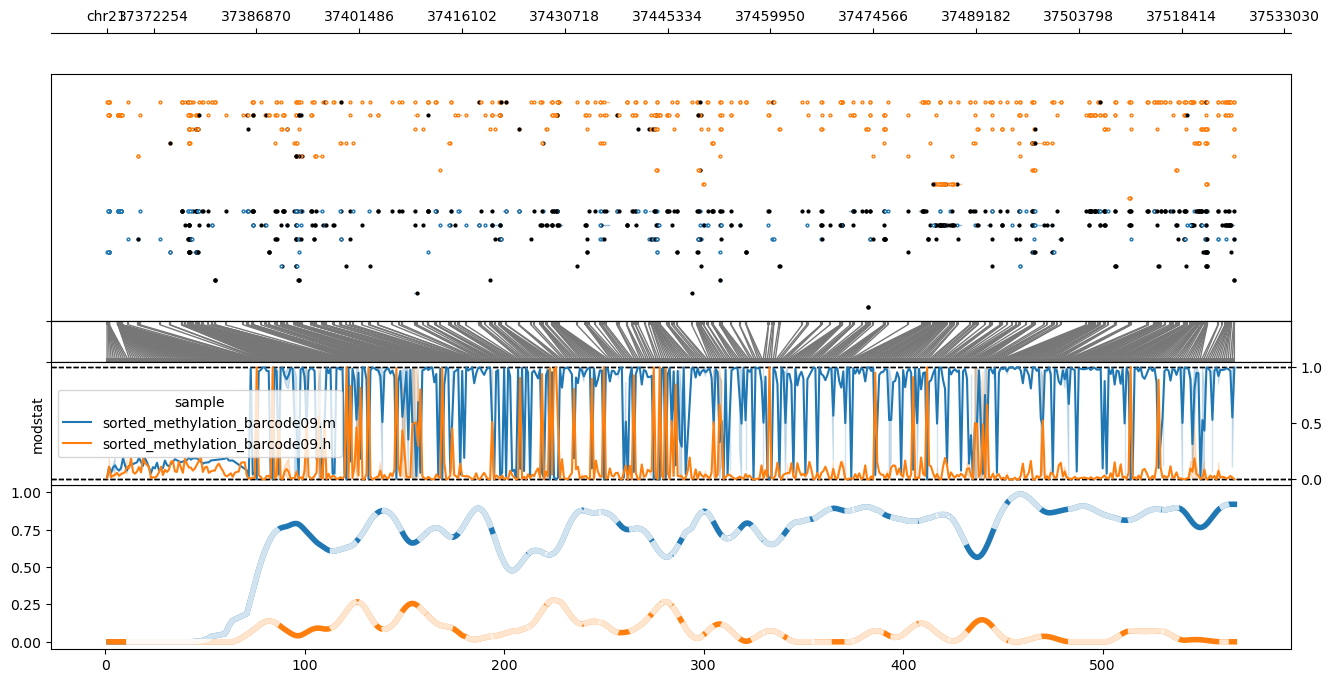 chr21 37372254 37386870 37401486 37416102 37430718 37445334 37459950 37474566 37489182 37503798 37518414 37533030
1.0
sample
sorted_methylation_barcode09.m
sorted_methylation_barcode09.h
modstat
0.5
0.0
1.00
0.75
0.50
0.25
0.00
0 100 200 300 400 500